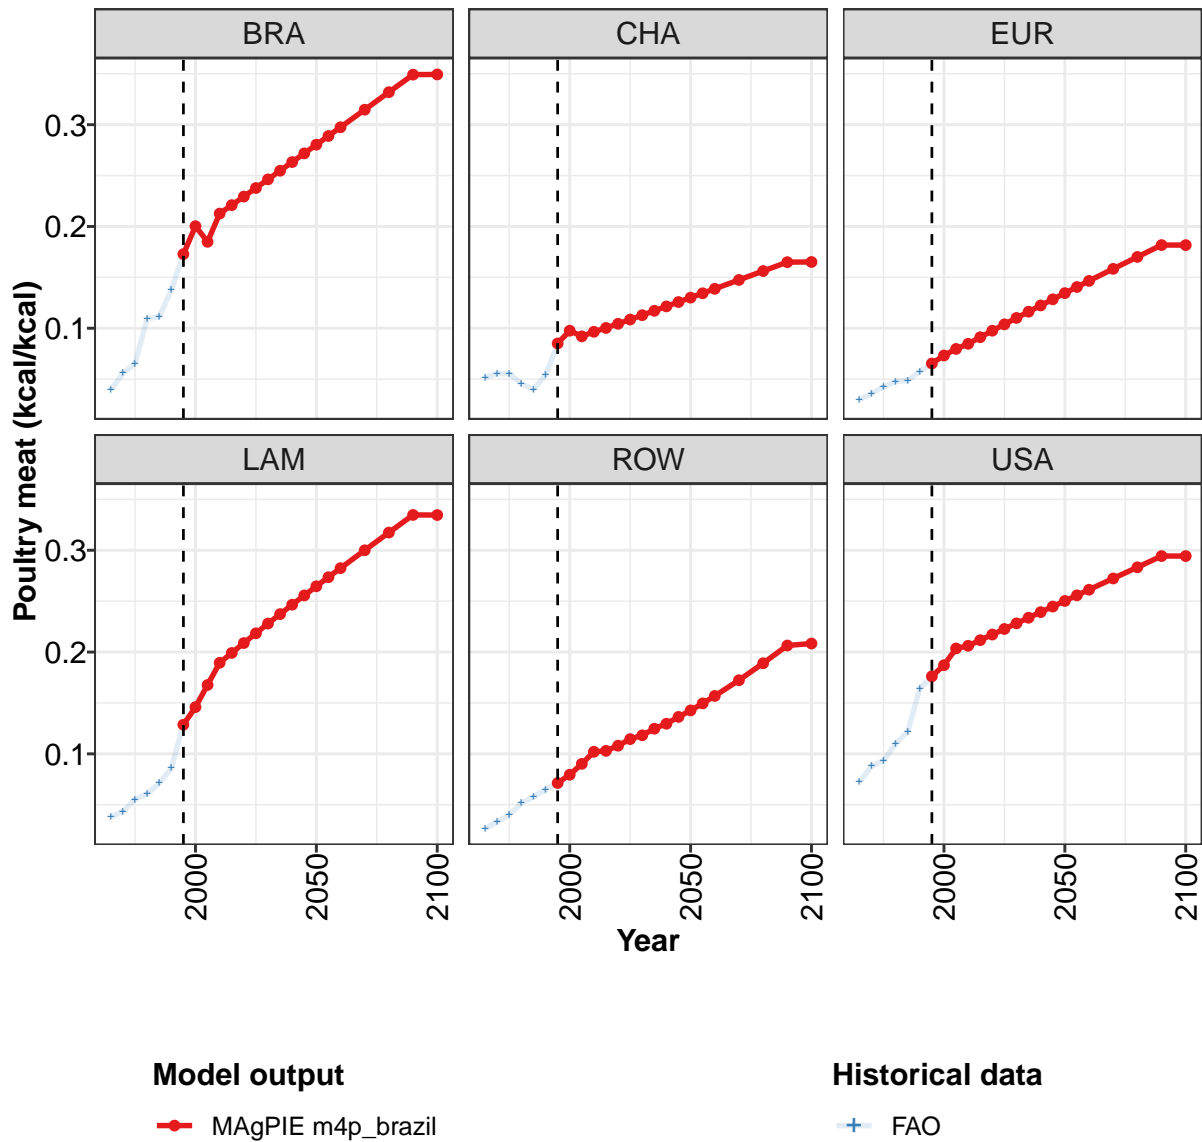 BRA
CHA
EUR
0.3
0.2
0.1
Poultry meat (kcal/kcal)
LAM
ROW
USA
0.3
0.2
0.1
2000
2050
2100
2000
2050
2100
2000
2050
2100
Year
Model output
Historical data
MAgPIE m4p_brazil
FAO